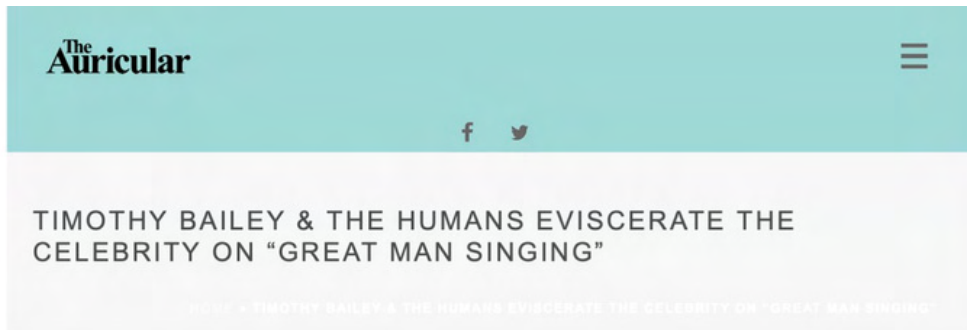 The
Auricular
TIMOTHY BAILEY & THE HUMANS EVISCERATE THE
CELEBRITY ON “GREAT MAN SINGING”
HOME » TIMOTHY BAILEY & THE HUMANS EVISCERATE THE CELEBRITY ON “GREAT MAN SINGING”